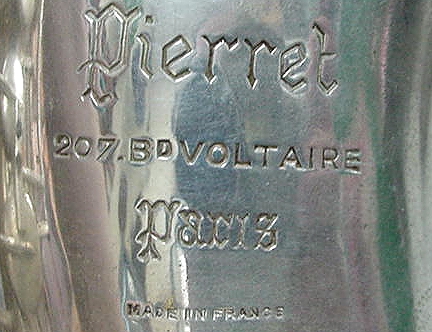 Pierret
207.BD VOLTAIRE
Paris
MADE IN FRANCE